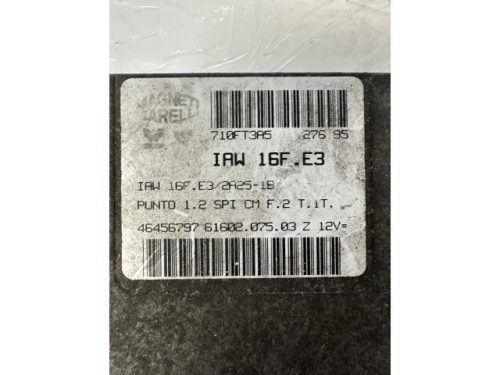 MAGNETI
MARELLI
710FT3A5 276 95
IAW 16F.E3
IAW 16F.E3/2A25-1B
PUNTO 1.2 SPI CM F.2 T.iT.
46456797 61602.075.03 Z 12V=